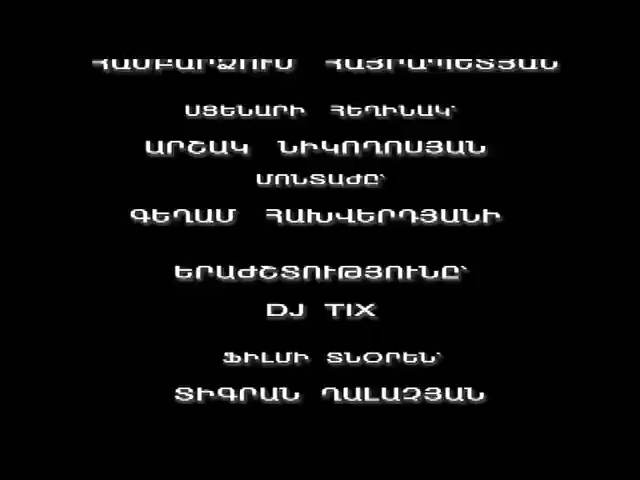 ՀԱՄԲԱՐՁՈՒՄ ՀԱՅՐԱՊԵՏՅԱՆ
ՍՑԵՆԱՐԻ ՀԵՂԻՆԱԿ՝
ԱՐՇԱԿ ՆԻԿՈՂՈՍՅԱՆ
ՄՈՆՏԱԺԸ՝
ԳԵՂԱՄ ՀԱԽՎԵՐԴՅԱՆԻ
ԵՐԱԺՇՏՈՒԹՅՈՒՆԸ՝
DJ TIX
ՖԻԼՄԻ ՏՆՕՐԵՆ՝
ՏԻԳՐԱՆ ՂԱԼԱՉՅԱՆ